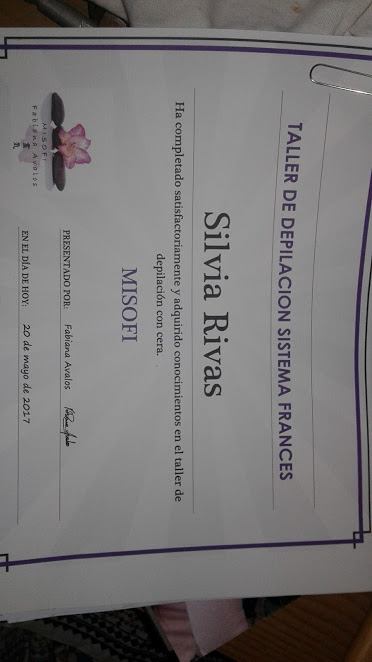 TALLER DE DEPILACION SISTEMA FRANCES
Silvia Rivas
Ha completado satisfactoriamente y adquirido conocimientos en el taller de
depilación con cera.
MISOFI
PRESENTADO POR: Fabiana Avalos
EN EL DÍA DE HOY: 20 de mayo de 2017
MISOFI
Fabiana Avalos